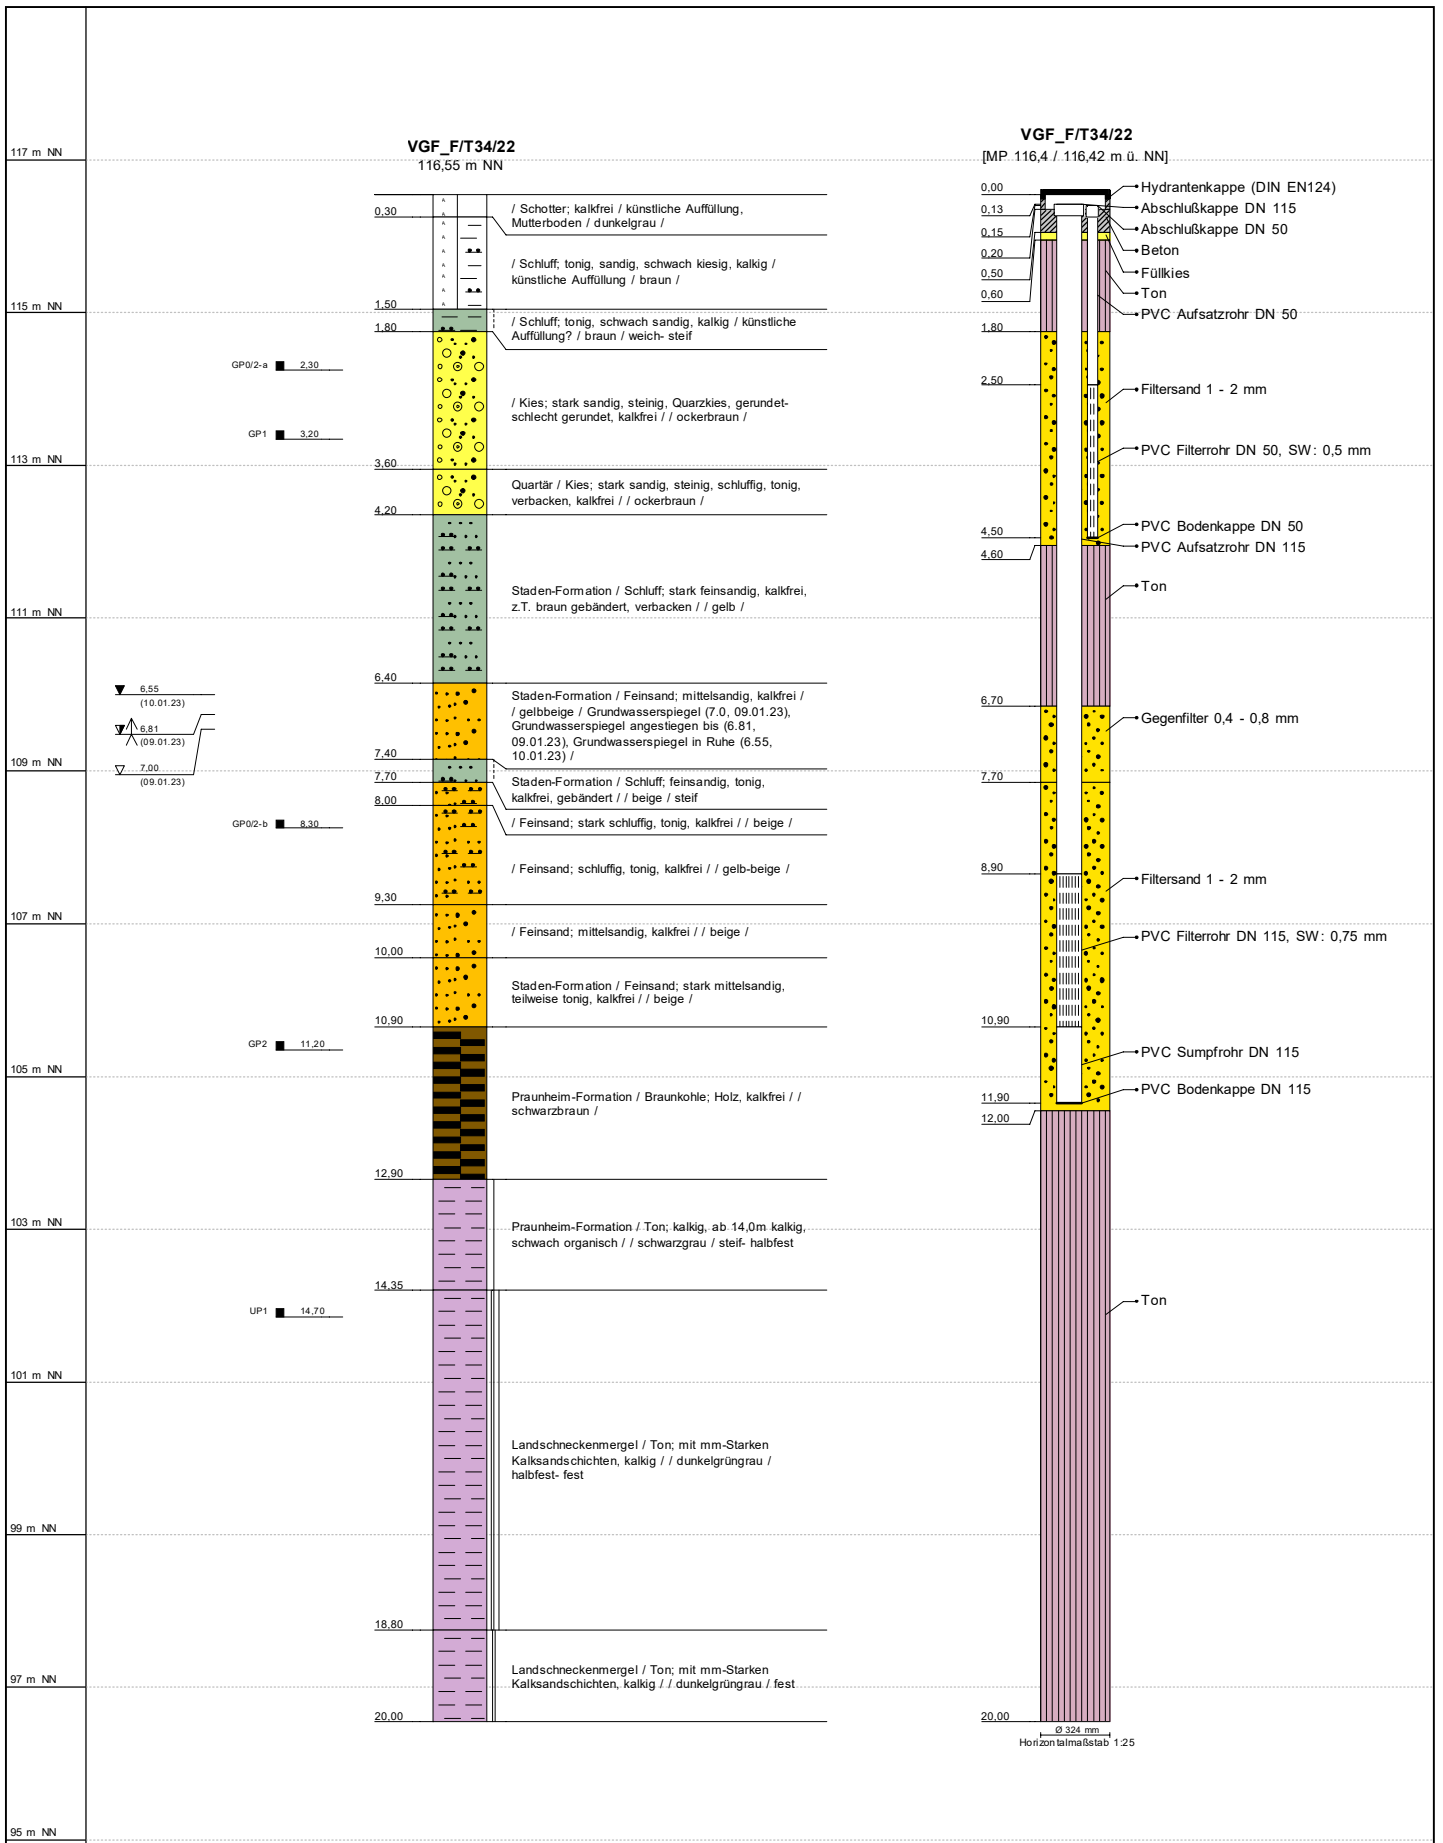 VGF_F/T34/22
116,55 m NN
VGF_F/T34/22
[MP 116,4 / 116,42 m ü. NN]
117 m NN
115 m NN
113 m NN
111 m NN
109 m NN
107 m NN
105 m NN
103 m NN
101 m NN
99 m NN
97 m NN
95 m NN
6,55
(10.01.23)
6,81
(09.01.23)
7,00
(09.01.23)
GP0/2-a 2,30
GP1 3,20
GP0/2-b 8,30
GP2 11,20
UP1 14,70
0,30
/ Schotter; kalkfrei / künstliche Auffüllung,
Mutterboden / dunkelgrau /
/ Schluff; tonig, sandig, schwach kiesig, kalkig /
künstliche Auffüllung / braun /
1,50
/ Schluff; tonig, schwach sandig, kalkig / künstliche
Auffüllung? / braun / weich- steif
1,80
/ Kies; stark sandig, steinig, Quarzkies, gerundet-
schlecht gerundet, kalkfrei / / ockerbraun /
3,60
Quartär / Kies; stark sandig, steinig, schluffig, tonig,
verbacken, kalkfrei / / ockerbraun /
4,20
Staden-Formation / Schluff; stark feinsandig, kalkfrei,
z.T. braun gebändert, verbacken / / gelb /
6,40
Staden-Formation / Feinsand; mittelsandig, kalkfrei /
/ gelbbeige / Grundwasserspiegel (7.0, 09.01.23),
Grundwasserspiegel angestiegen bis (6.81,
09.01.23), Grundwasserspiegel in Ruhe (6.55,
10.01.23) /
7,40
Staden-Formation / Schluff; feinsandig, tonig,
kalkfrei, gebändert / / beige / steif
7,70
/ Feinsand; stark schluffig, tonig, kalkfrei / / beige /
8,00
/ Feinsand; schluffig, tonig, kalkfrei / / gelb-beige /
9,30
/ Feinsand; mittelsandig, kalkfrei / / beige /
10,00
Staden-Formation / Feinsand; stark mittelsandig,
teilweise tonig, kalkfrei / / beige /
10,90
Praunheim-Formation / Braunkohle; Holz, kalkfrei / /
schwarzbraun /
12,90
Praunheim-Formation / Ton; kalkig, ab 14,0m kalkig,
schwach organisch / / schwarzgrau / steif- halbfest
14,35
Landschneckenmergel / Ton; mit mm-Starken
Kalksandschichten, kalkig / / dunkelgrüngrau /
halbfest- fest
18,80
Landschneckenmergel / Ton; mit mm-Starken
Kalksandschichten, kalkig / / dunkelgrüngrau / fest
20,00
0,00
0,13
0,15
0,20
0,50
0,60
1,80
2,50
4,50
4,60
6,70
7,70
8,90
10,90
11,90
12,00
20,00
Hydrantenkappe (DIN EN124)
Abschlußkappe DN 115
Abschlußkappe DN 50
Beton
Füllkies
Ton
PVC Aufsatzrohr DN 50
Filtersand 1 - 2 mm
PVC Filterrohr DN 50, SW: 0,5 mm
PVC Bodenkappe DN 50
PVC Aufsatzrohr DN 115
Ton
Gegenfilter 0,4 - 0,8 mm
Filtersand 1 - 2 mm
PVC Filterrohr DN 115, SW: 0,75 mm
PVC Sumpfrohr DN 115
PVC Bodenkappe DN 115
Ton
Ø 324 mm
Horizontalmaßstab 1:25